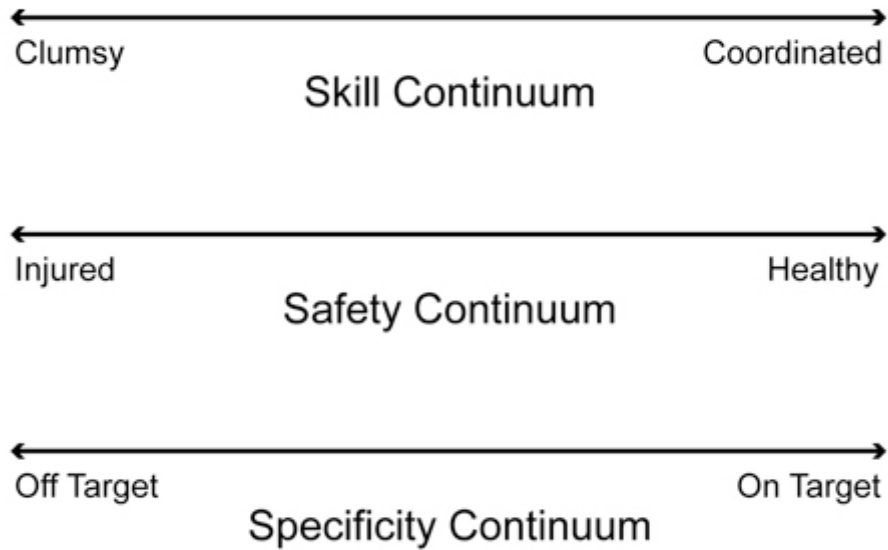 Clumsy Coordinated
Skill Continuum
Injured Healthy
Safety Continuum
Off Target On Target
Specificity Continuum